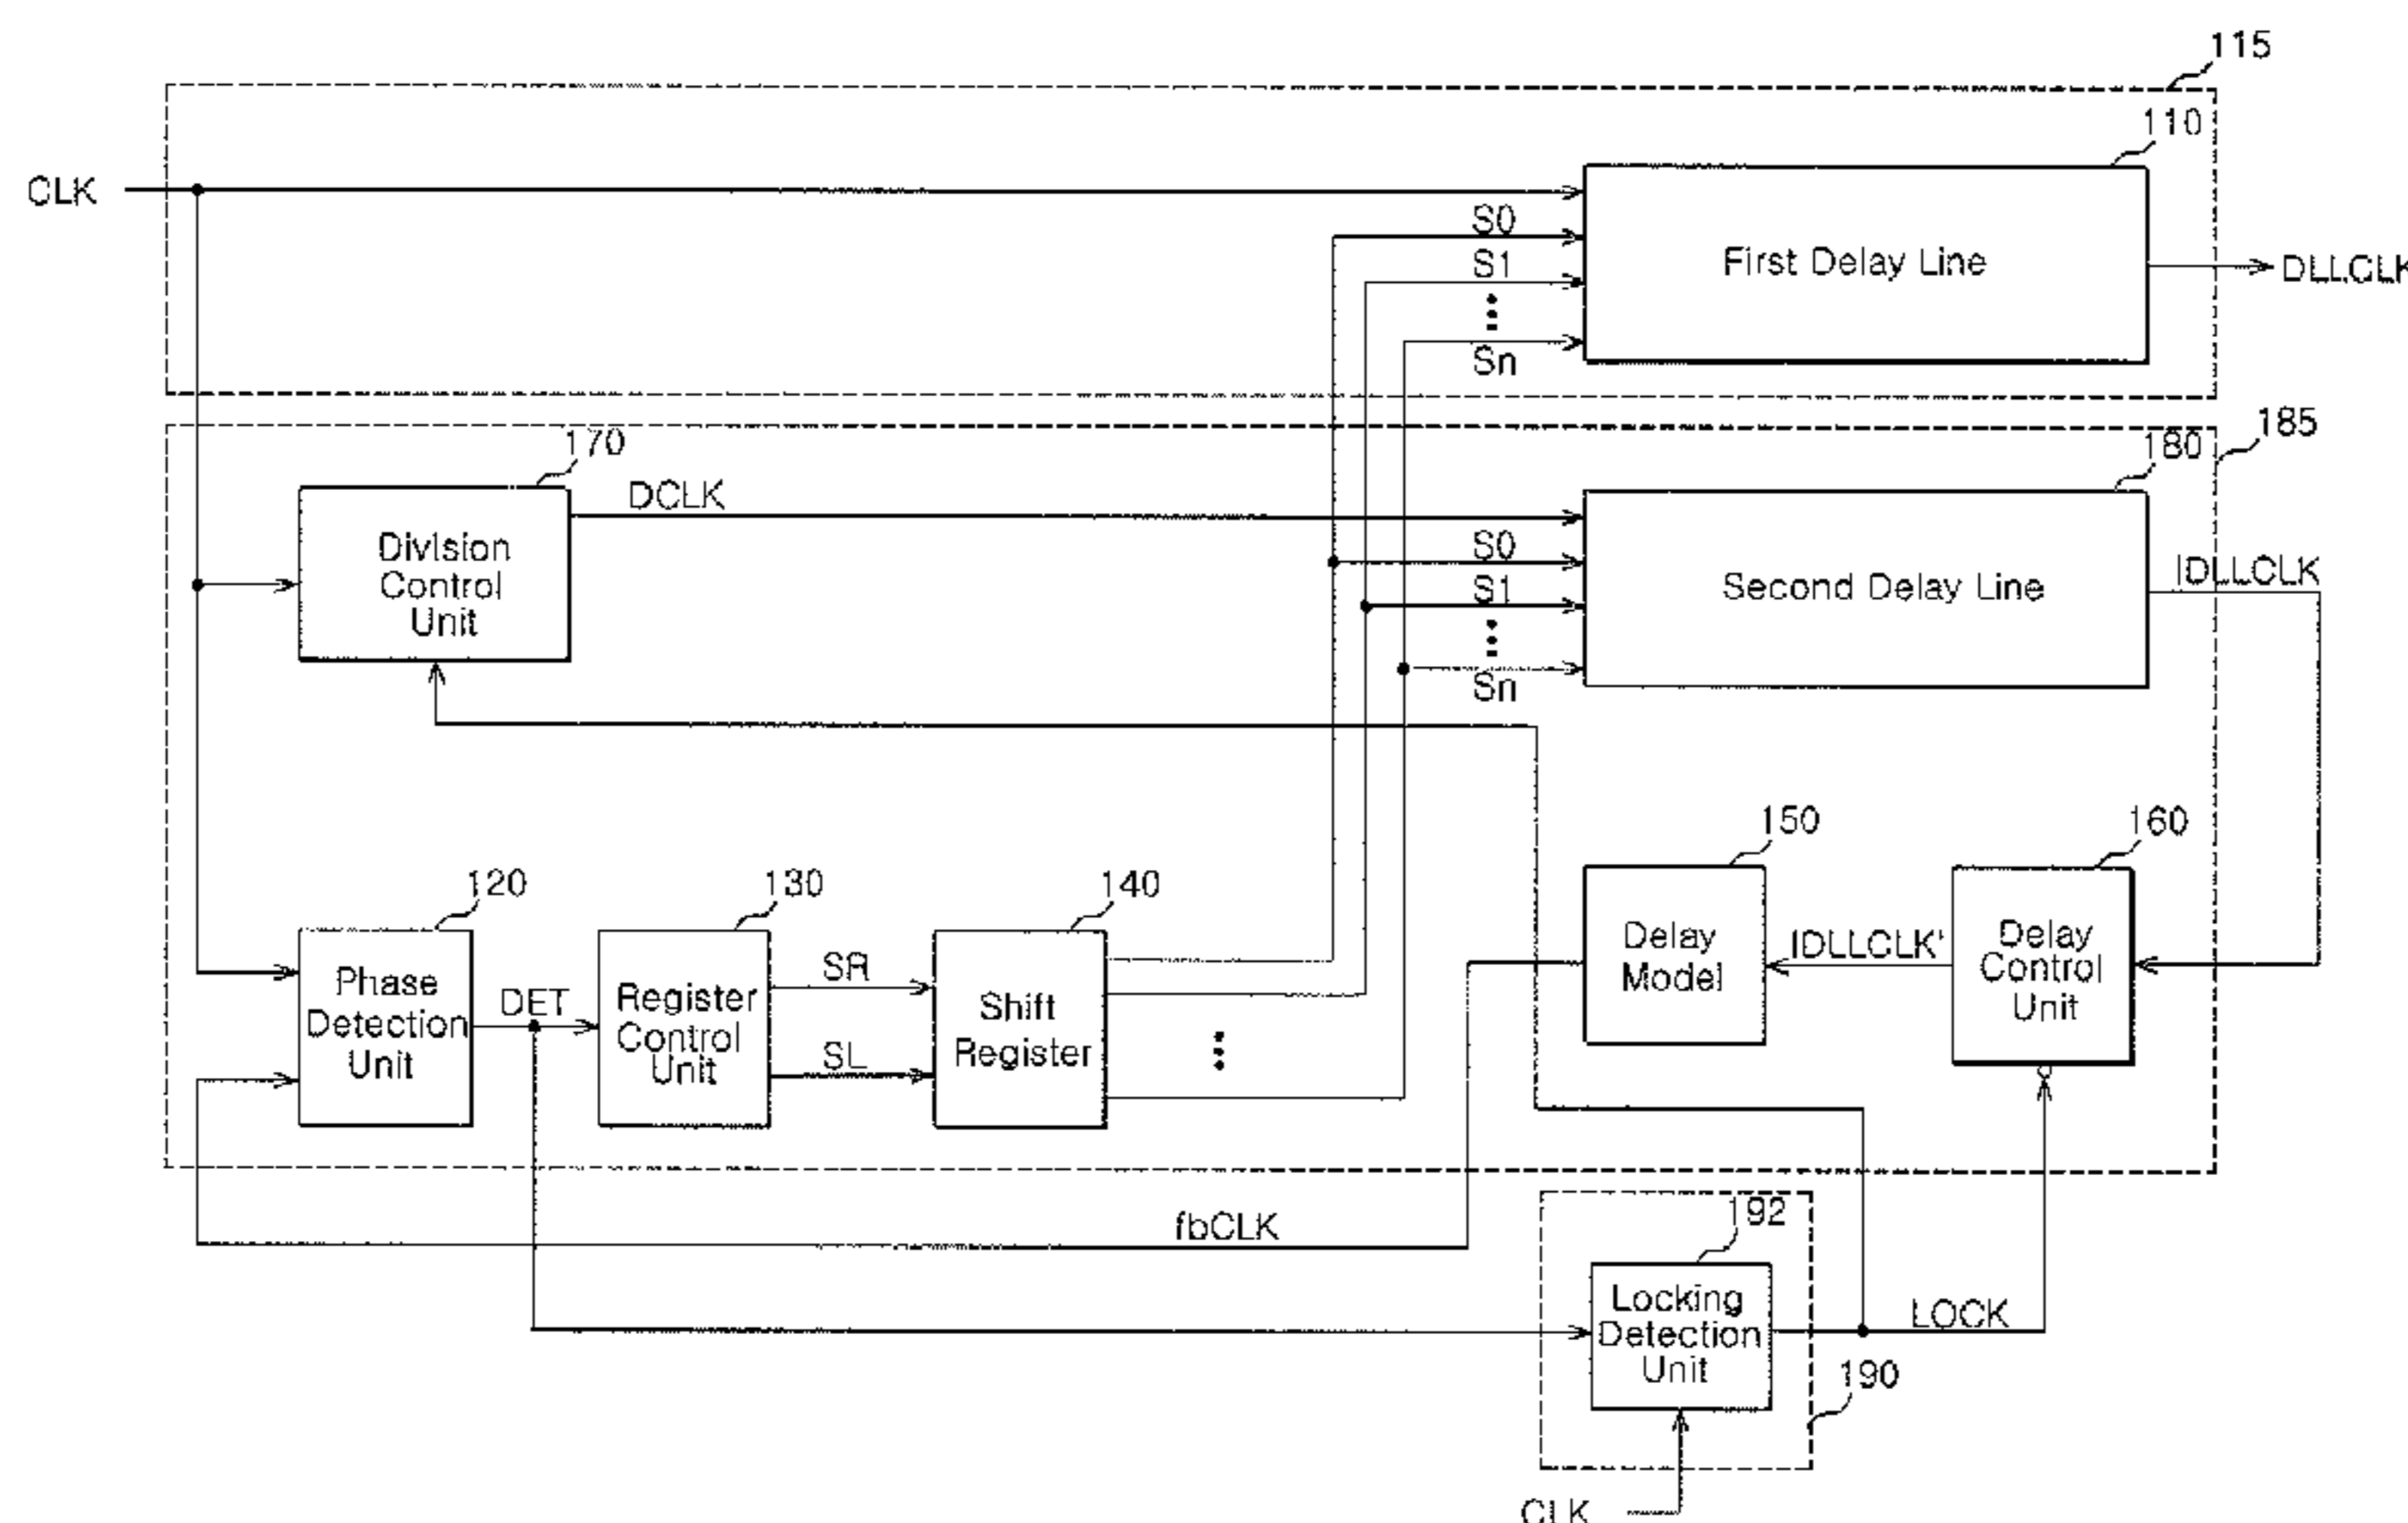 115
110
CLK
S0
S1
Sn
First Delay Line
DLLCLK
170
180
185
DCLK
Division
Control
Unit
S0
S1
Sn
Second Delay Line
IDLLCLK
150
160
120
130
140
Phase
Detection
Unit
DET
Register
Control
Unit
SR
SL
Shift
Register
Delay
Model
IDLLCLK'
Delay
Control
Unit
fbCLK
192
Locking
Detection
Unit
LOCK
190
CLK